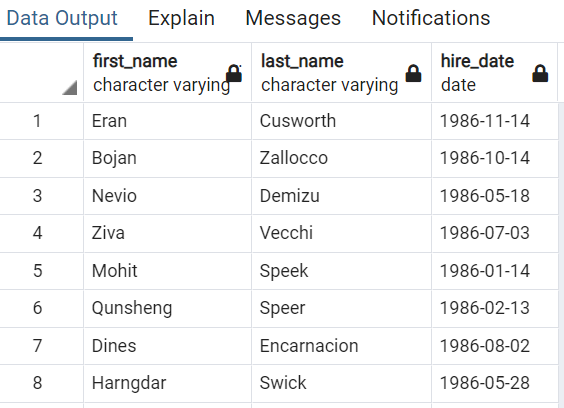 Data Output Explain Messages Notifications
first_name last_name hire_date
character varying character varying date
1 Eran Cusworth 1986-11-14
2 Bojan Zallocco 1986-10-14
3 Nevio Demizu 1986-05-18
4 Ziva Vecchi 1986-07-03
5 Mohit Speek 1986-01-14
6 Qunsheng Speer 1986-02-13
7 Dines Encarnacion 1986-08-02
8 Harngdar Swick 1986-05-28